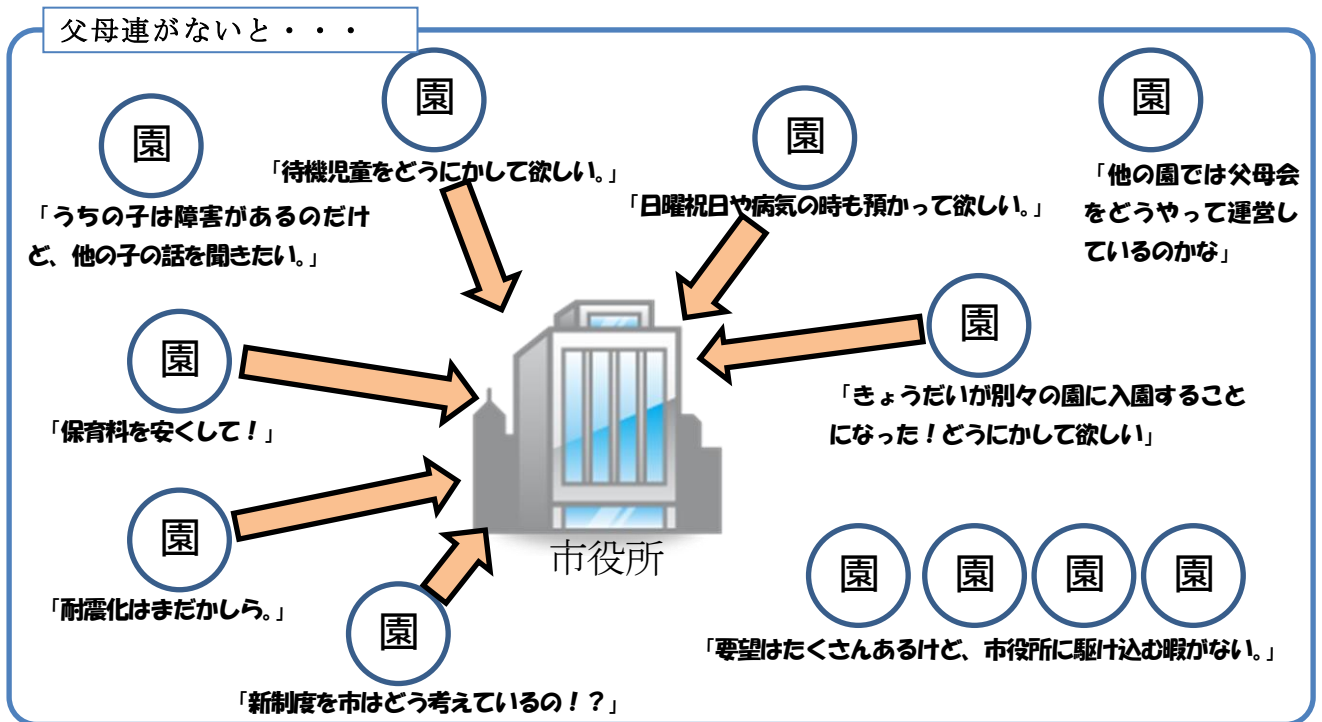 父母連がないと・・・
園
「待機児童をどうにかして欲しい。」
園
「うちの子は障害があるのだけ
ど、他の子の話を聞きたい。」
園
「日曜祝日や病気の時も預かって欲しい。」
園
「他の園では父母会
をどうやって運営し
ているのかな」
園
「保育料を安くして！」
園
「きょうだいが別々の園に入園すること
になった！どうにかして欲しい」
園
「耐震化はまだかしら。」
市役所
園
「新制度を市はどう考えているの！？」
園 園 園 園
「要望はたくさんあるけど、市役所に駆け込む暇がない。」